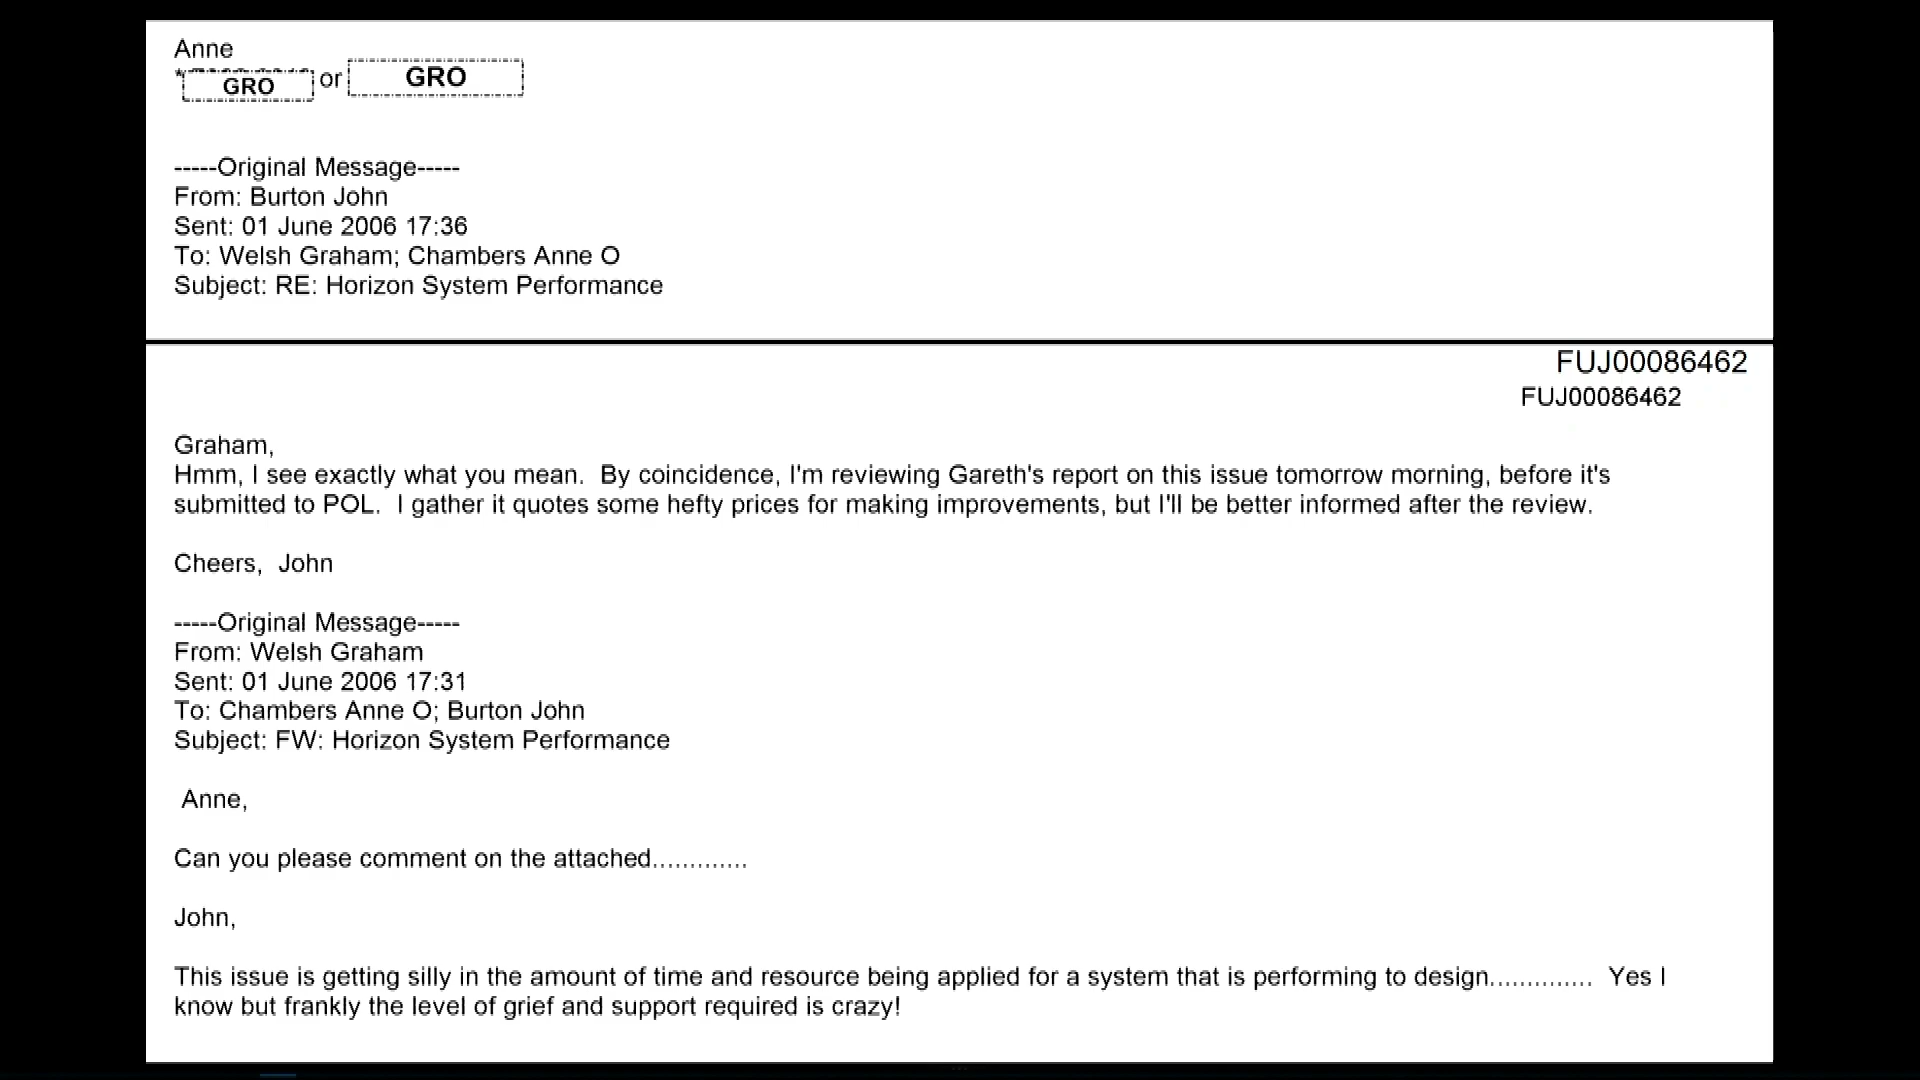 Anne
GRO or GRO
-----Original Message-----
From: Burton John
Sent: 01 June 2006 17:36
To: Welsh Graham; Chambers Anne O
Subject: RE: Horizon System Performance
FUJ00086462
FUJ00086462
Graham,
Hmm, I see exactly what you mean.  By coincidence, I'm reviewing Gareth's report on this issue tomorrow morning, before it's
submitted to POL.  I gather it quotes some hefty prices for making improvements, but I'll be better informed after the review.
Cheers,  John
-----Original Message-----
From: Welsh Graham
Sent: 01 June 2006 17:31
To: Chambers Anne O; Burton John
Subject: FW: Horizon System Performance
Anne,
Can you please comment on the attached.............
John,
This issue is getting silly in the amount of time and resource being applied for a system that is performing to design..............  Yes I
know but frankly the level of grief and support required is crazy!